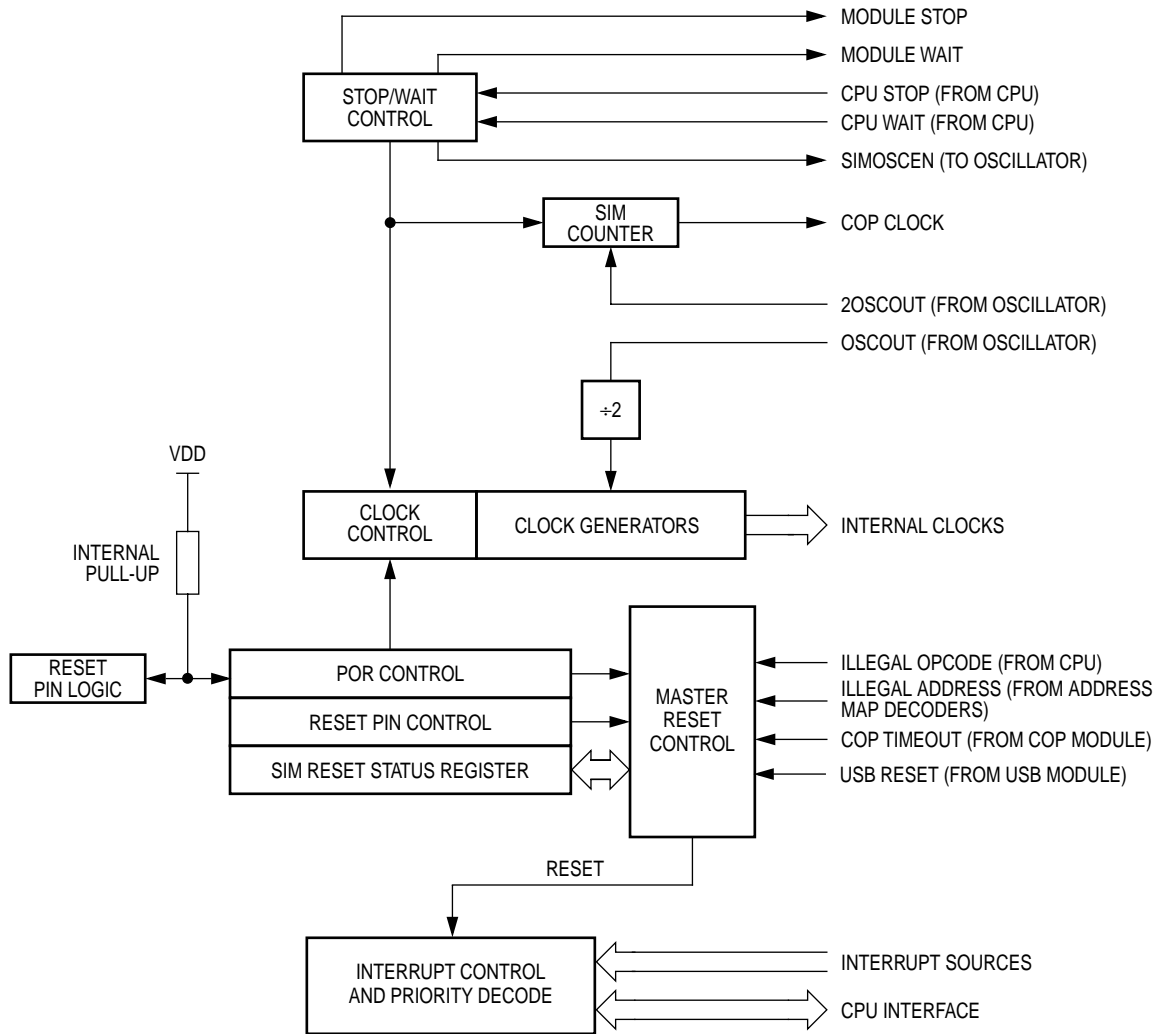 MODULE STOP
MODULE WAIT
STOP/WAIT
CONTROL
CPU STOP (FROM CPU)
CPU WAIT (FROM CPU)
SIMOSCEN (TO OSCILLATOR)
SIM
COUNTER
COP CLOCK
2OSCOUT (FROM OSCILLATOR)
OSCOUT (FROM OSCILLATOR)
÷2
VDD
INTERNAL
PULL-UP
CLOCK
CONTROL
CLOCK GENERATORS
INTERNAL CLOCKS
RESET
PIN LOGIC
POR CONTROL
RESET PIN CONTROL
SIM RESET STATUS REGISTER
MASTER
RESET
CONTROL
ILLEGAL OPCODE (FROM CPU)
ILLEGAL ADDRESS (FROM ADDRESS
MAP DECODERS)
COP TIMEOUT (FROM COP MODULE)
USB RESET (FROM USB MODULE)
RESET
INTERRUPT CONTROL
AND PRIORITY DECODE
INTERRUPT SOURCES
CPU INTERFACE